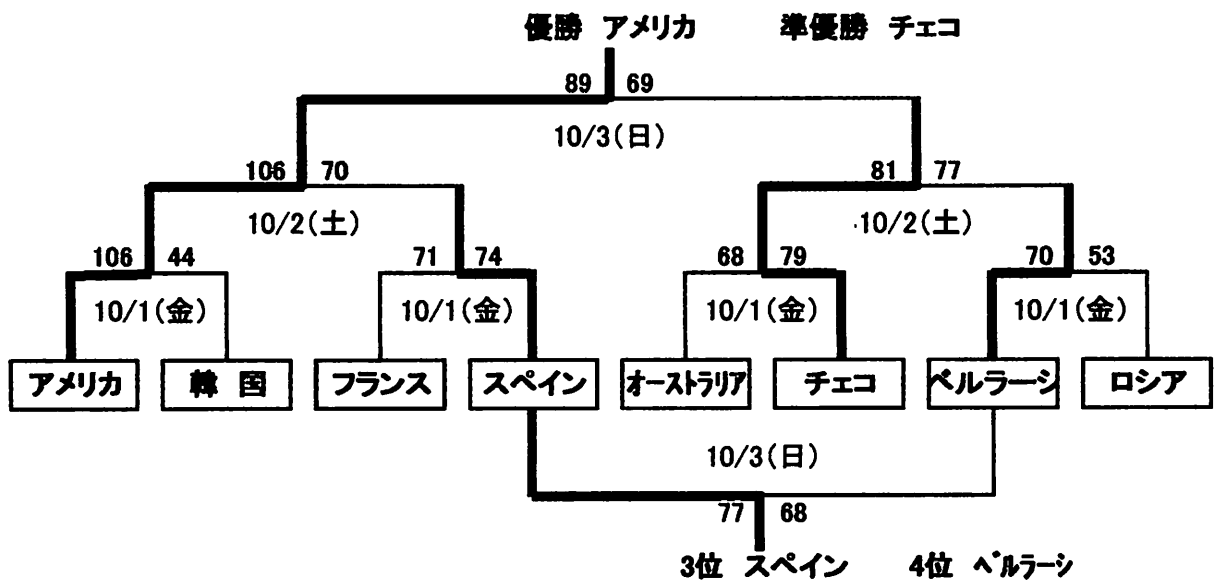 優勝 アメリカ 準優勝 チェコ
89 69
10/3(日)
106 70 81 77
10/2(土) 10/2(土)
106 44 71 74 68 79 70 53
10/1(金) 10/1(金) 10/1(金) 10/1(金)
アメリカ 韓 国 フランス スペイン オーストラリア チェコ ベルラーシ ロシア
10/3(日)
77 68
3位 スペイン 4位 ベルラーシ